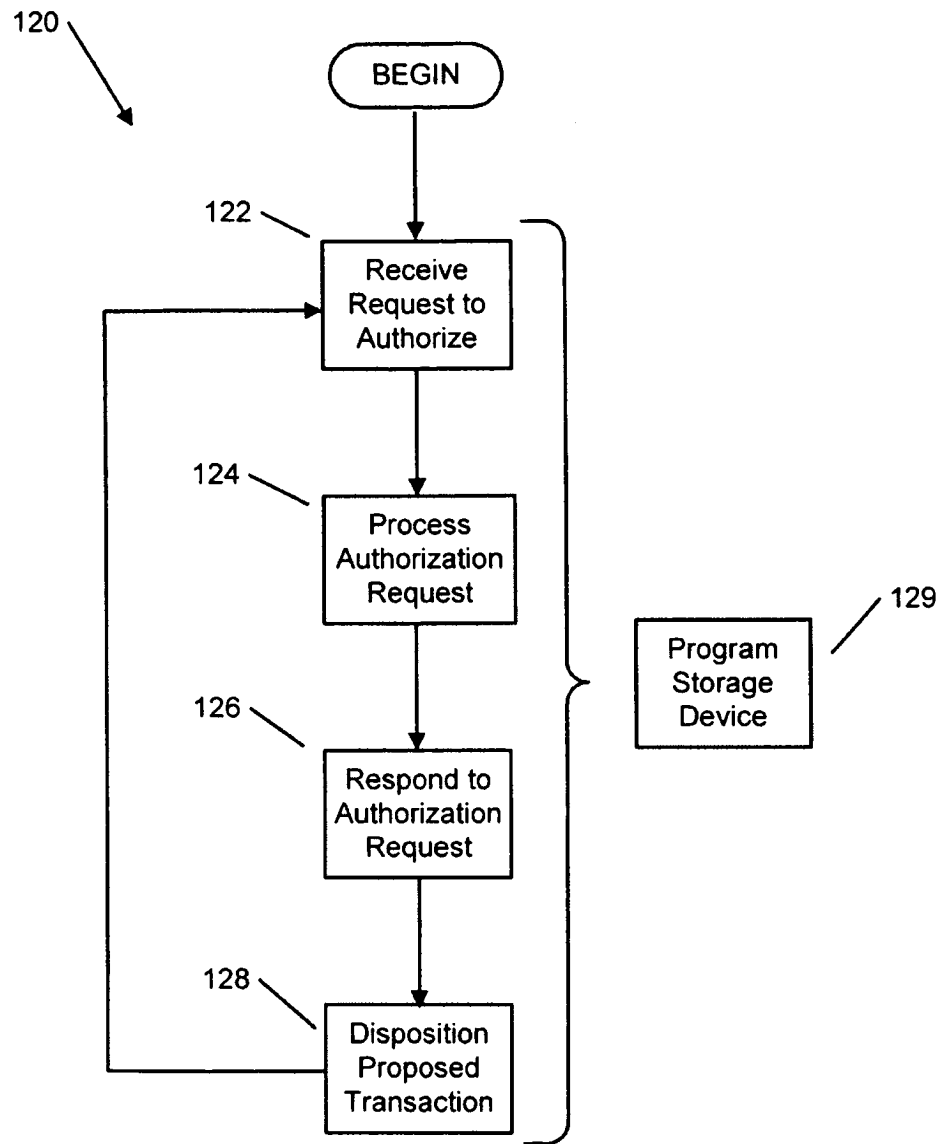 120
BEGIN
122
Receive
Request to
Authorize
124
Process
Authorization
Request
129
Program
Storage
Device
126
Respond to
Authorization
Request
128
Disposition
Proposed
Transaction